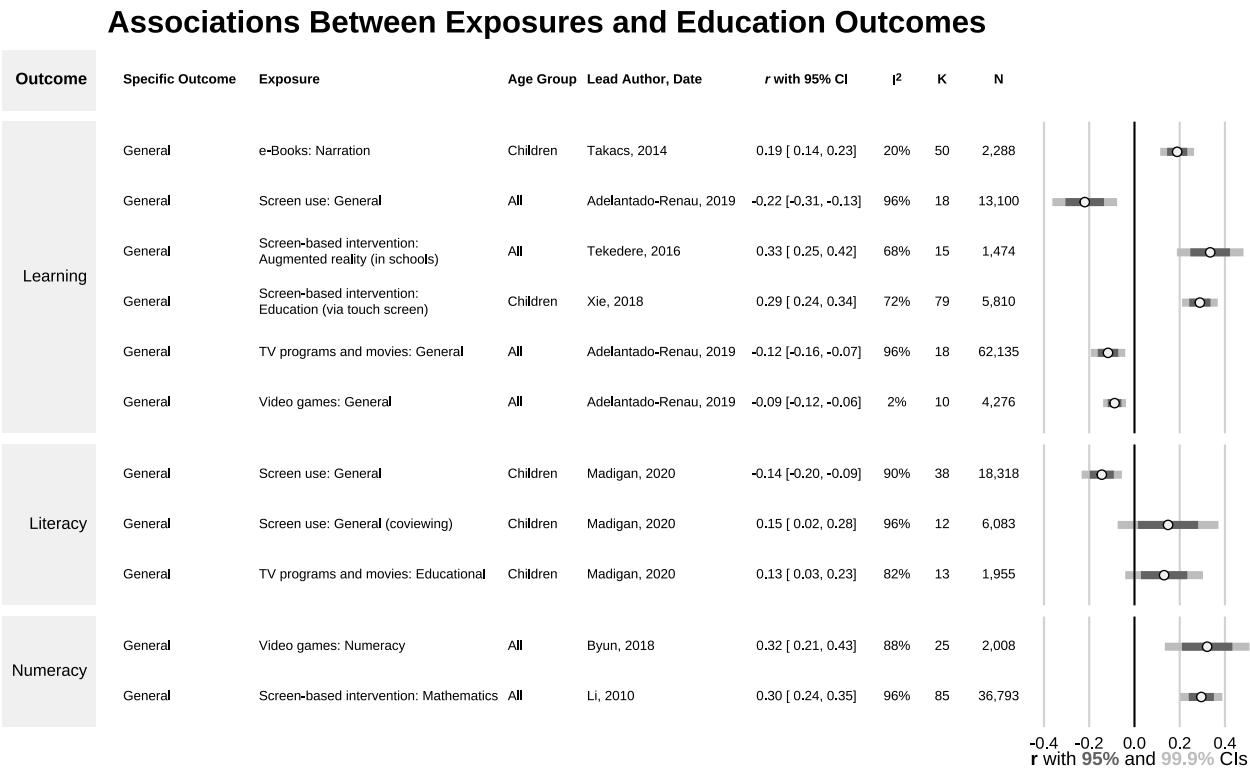 Associations Between Exposures and Education Outcomes
Outcome Specific Outcome Exposure Age Group Lead Author, Date r with 95% CI I² K N
Learning
General e-Books: Narration Children Takacs, 2014 0.19 [ 0.14, 0.23] 20% 50 2,288
General Screen use: General All Adelantado-Renau, 2019 -0.22 [-0.31, -0.13] 96% 18 13,100
General Screen-based intervention:
Augmented reality (in schools) All Tekedere, 2016 0.33 [ 0.25, 0.42] 68% 15 1,474
General Screen-based intervention:
Education (via touch screen) Children Xie, 2018 0.29 [ 0.24, 0.34] 72% 79 5,810
General TV programs and movies: General All Adelantado-Renau, 2019 -0.12 [-0.16, -0.07] 96% 18 62,135
General Video games: General All Adelantado-Renau, 2019 -0.09 [-0.12, -0.06] 2% 10 4,276
Literacy
General Screen use: General Children Madigan, 2020 -0.14 [-0.20, -0.09] 90% 38 18,318
General Screen use: General (coviewing) Children Madigan, 2020 0.15 [ 0.02, 0.28] 96% 12 6,083
General TV programs and movies: Educational Children Madigan, 2020 0.13 [ 0.03, 0.23] 82% 13 1,955
Numeracy
General Video games: Numeracy All Byun, 2018 0.32 [ 0.21, 0.43] 88% 25 2,008
General Screen-based intervention: Mathematics All Li, 2010 0.30 [ 0.24, 0.35] 96% 85 36,793
-0.4 -0.2 0.0 0.2 0.4
r with 95% and 99.9% CIs